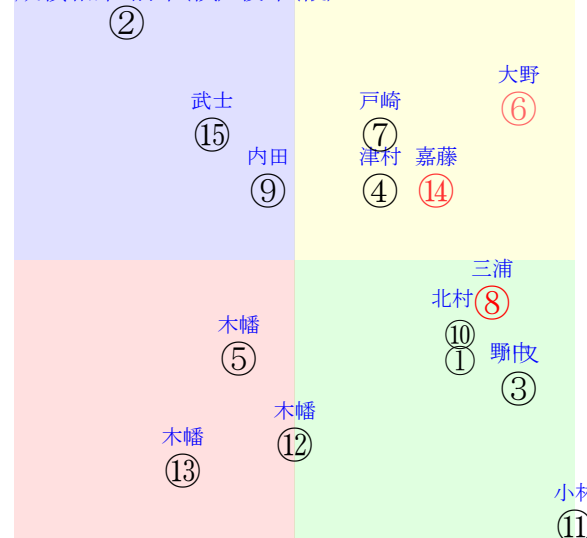 ②
大野
⑥
武士
⑮
戸崎
⑦
内田
⑨
津村
④
嘉藤
⑭
三浦
⑧
北村
⑩
①
③
木幡
⑤
木幡
⑫
木幡
⑬
⑪